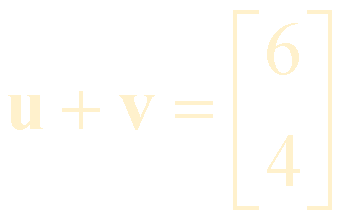 u + v = [6
4]